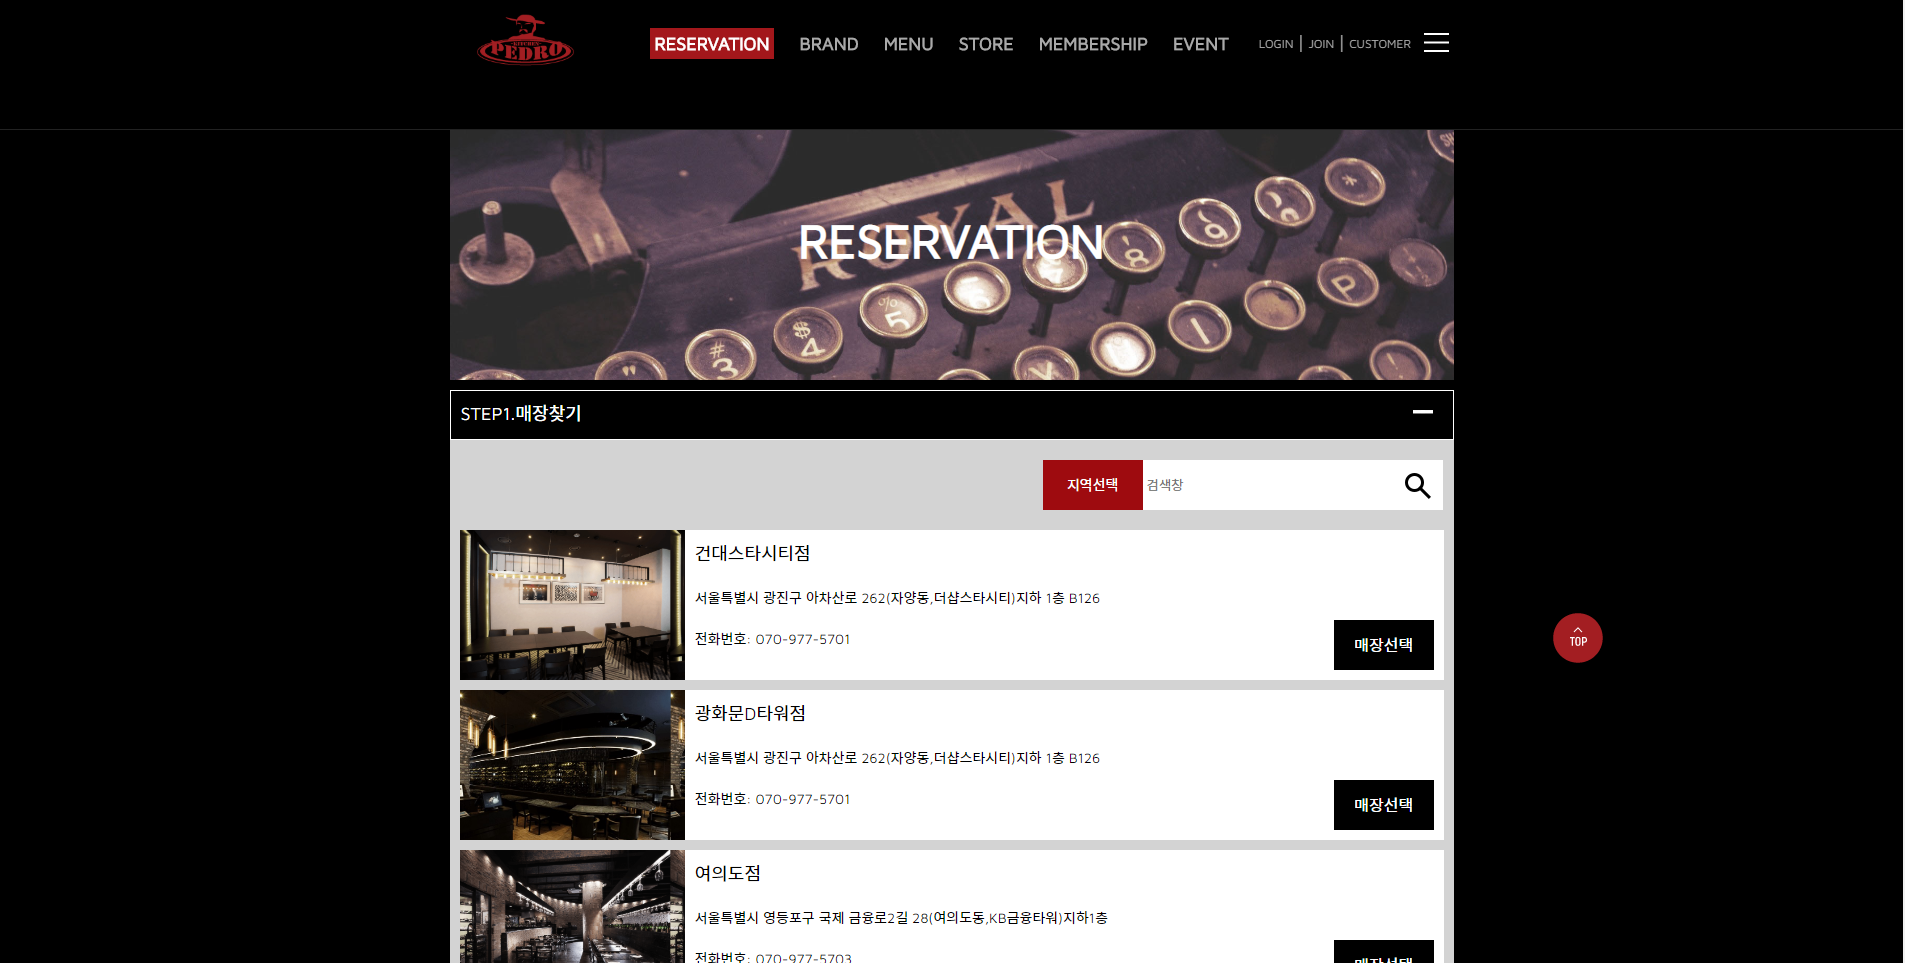 KITCHEN
PEDRO
RESERVATION BRAND MENU STORE MEMBERSHIP EVENT LOGIN | JOIN | CUSTOMER
ROYAL
RESERVATION
STEP1.매장찾기
지역선택 검색창
건대스타시티점
서울특별시 광진구 아차산로 262(자양동,더샵스타시티)지하 1층 B126
전화번호: 070-977-5701
매장선택
TOP
광화문D타워점
서울특별시 광진구 아차산로 262(자양동,더샵스타시티)지하 1층 B126
전화번호: 070-977-5701
매장선택
여의도점
서울특별시 영등포구 국제 금융로2길 28(여의도동,KB금융타워)지하1층
전화번호: 070-977-5703
매장선택